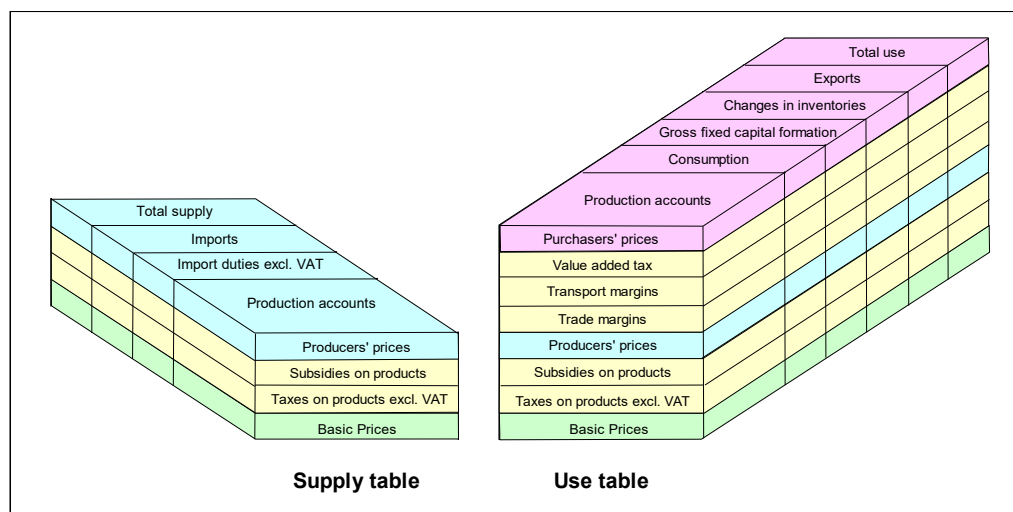 Total supply
Imports
Import duties excl. VAT
Production accounts
Producers' prices
Subsidies on products
Taxes on products excl. VAT
Basic Prices
Supply table
Total use
Exports
Changes in inventories
Gross fixed capital formation
Consumption
Production accounts
Purchasers' prices
Value added tax
Transport margins
Trade margins
Producers' prices
Subsidies on products
Taxes on products excl. VAT
Basic Prices
Use table